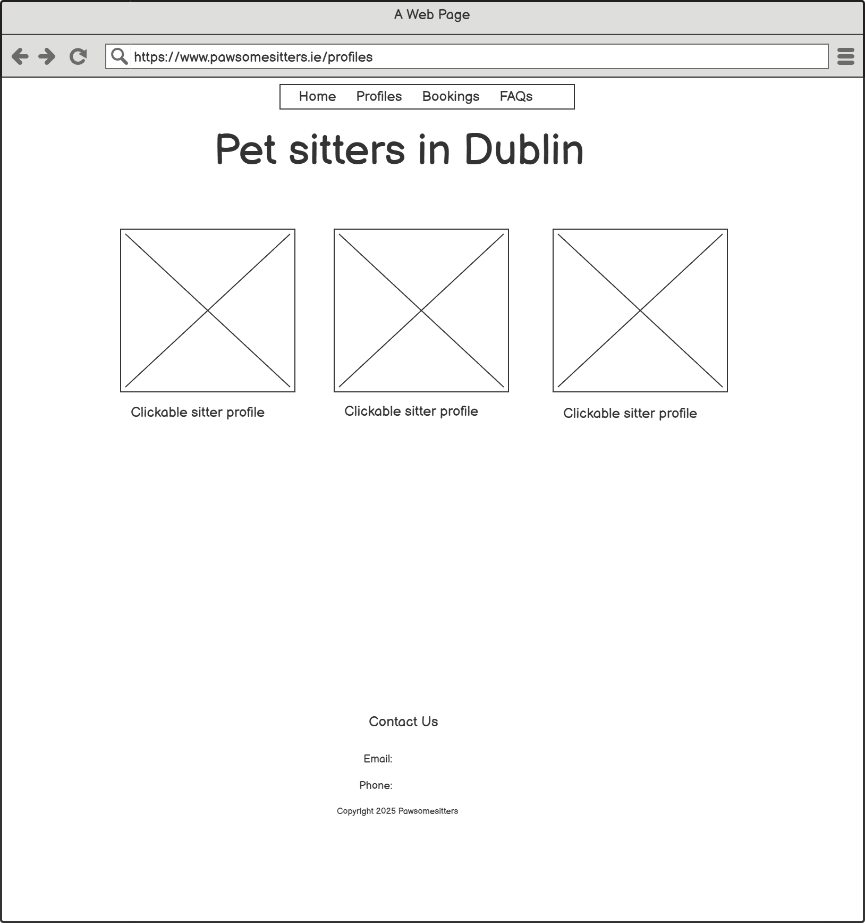 A Web Page
https://www.pawsomesitters.ie/profiles
Home Profiles Bookings FAQs
Pet sitters in Dublin
Clickable sitter profile Clickable sitter profile Clickable sitter profile
Contact Us
Email:
Phone:
Copyright 2025 Pawsomesitters